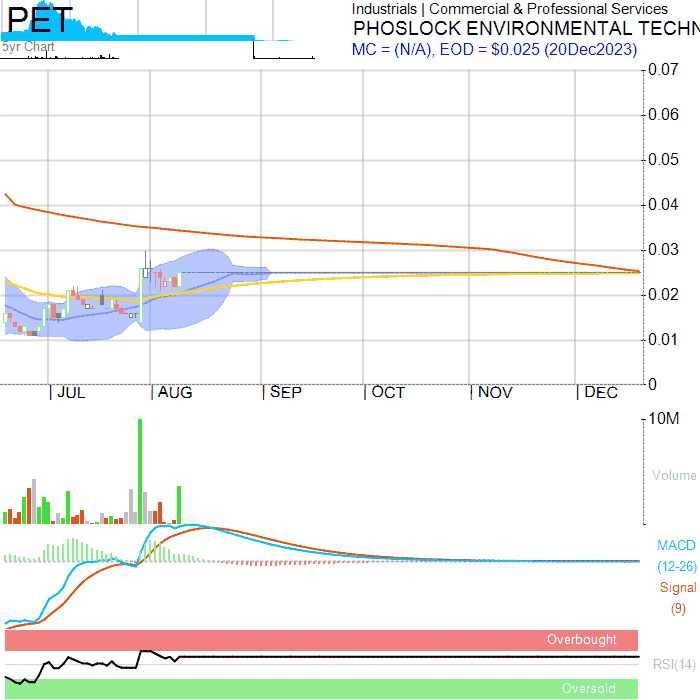 PET
5yr Chart
Industrials | Commercial & Professional Services
PHOSLOCK ENVIRONMENTAL TECHN
MC = (N/A), EOD = $0.025 (20Dec2023)
0.07
0.06
0.05
0.04
0.03
0.02
0.01
0
JUL AUG SEP OCT NOV DEC
10M
Volume
MACD
(12-26)
Signal
(9)
Overbought
RSI(14)
Oversold